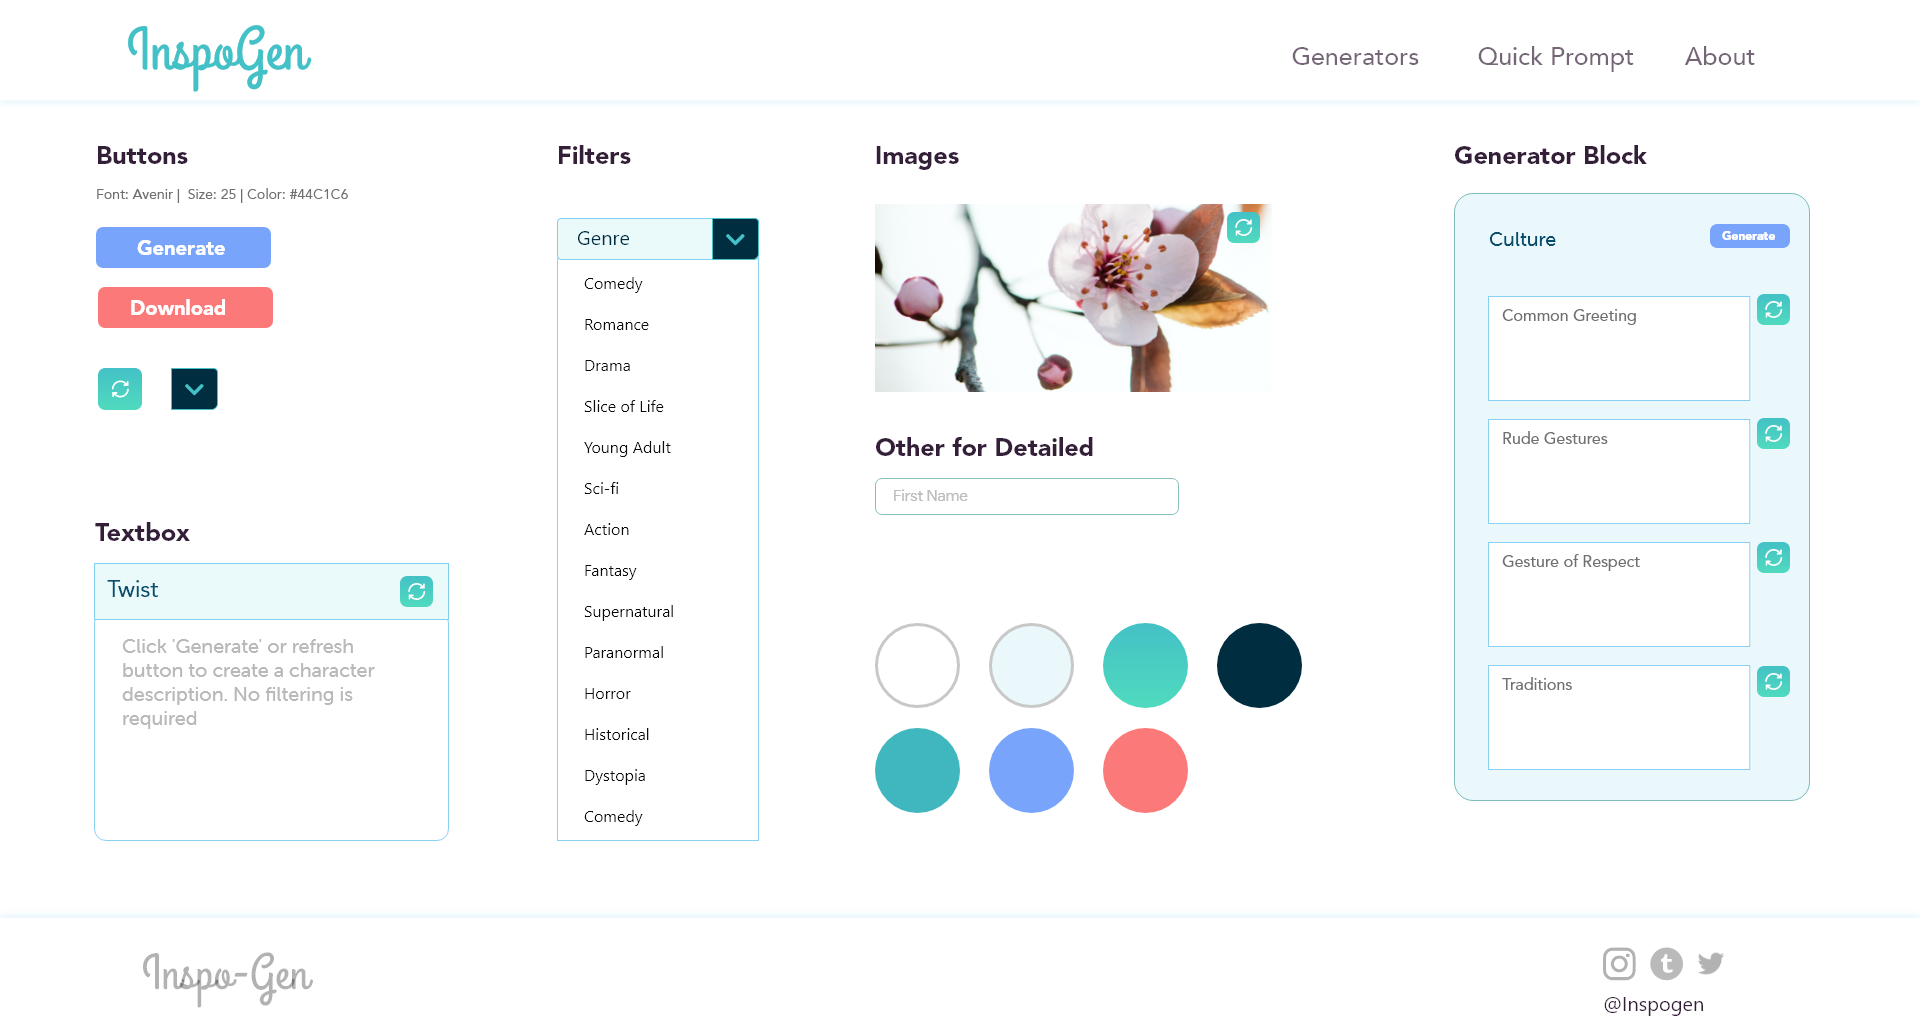 InspoGen
Generators
Quick Prompt
About
Buttons
Font: Avenir | Size: 25 | Color: #44C1C6
Generate
Download
Textbox
Twist
Click 'Generate' or refresh
button to create a character
description. No filtering is
required
Filters
Genre
Comedy
Romance
Drama
Slice of Life
Young Adult
Sci-fi
Action
Fantasy
Supernatural
Paranormal
Horror
Historical
Dystopia
Comedy
Images
Other for Detailed
First Name
Generator Block
Culture
Generate
Common Greeting
Rude Gestures
Gesture of Respect
Traditions
Inspo-Gen
@Inspogen